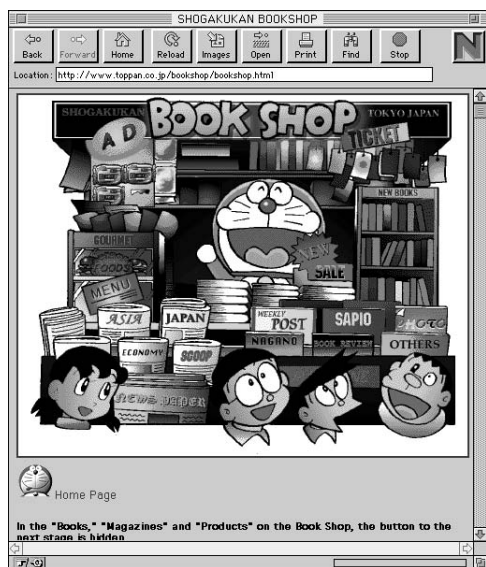 SHOGAKUKAN BOOKSHOP
Back Forward Home Reload Images Open Print Find Stop
N
Location: http://www.toppan.co.jp/bookshop/bookshop.html
SHOGAKUKAN BOOK SHOP TOKYO JAPAN
AD
TICKET
NEW BOOKS
GOURMET
FOODS
MENU
NEW
SALE
ASIA JAPAN
WEEKLY
POST SAPIO PHOTO
NAGANO BOOK REVIEW OTHERS
ECONOMY SCOOP
NEWS PAPER
Home Page
In the "Books," "Magazines" and "Products" on the Book Shop, the button to the
next stage is hidden